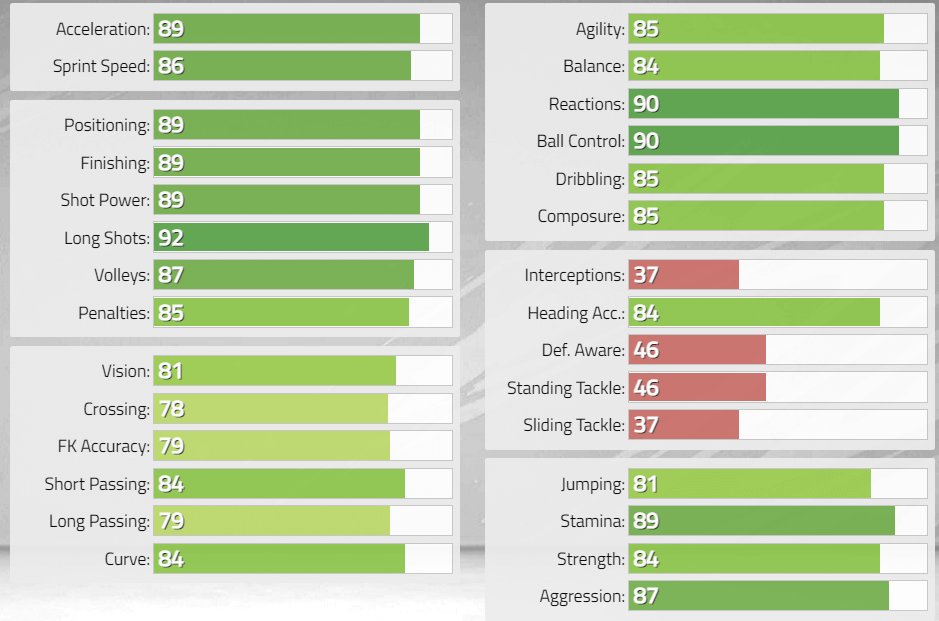 Acceleration: 89
Sprint Speed: 86
Positioning: 89
Finishing: 89
Shot Power: 89
Long Shots: 92
Volleys: 87
Penalties: 85
Vision: 81
Crossing: 78
FK Accuracy: 79
Short Passing: 84
Long Passing: 79
Curve: 84
Agility: 85
Balance: 84
Reactions: 90
Ball Control: 90
Dribbling: 85
Composure: 85
Interceptions: 37
Heading Acc.: 84
Def. Aware: 46
Standing Tackle: 46
Sliding Tackle: 37
Jumping: 81
Stamina: 89
Strength: 84
Aggression: 87